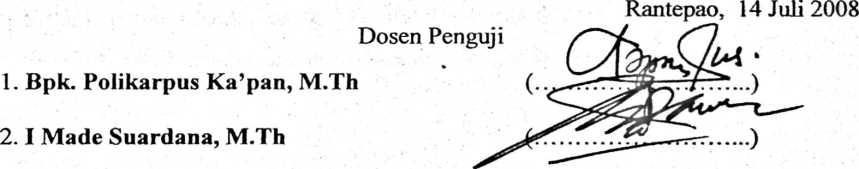 Rantepao, 14 Juli 2008
Dosen Penguji
1. Bpk. Polikarpus Ka'pan, M.Th (..............................)
2. I Made Suardana, M.Th (..............................)